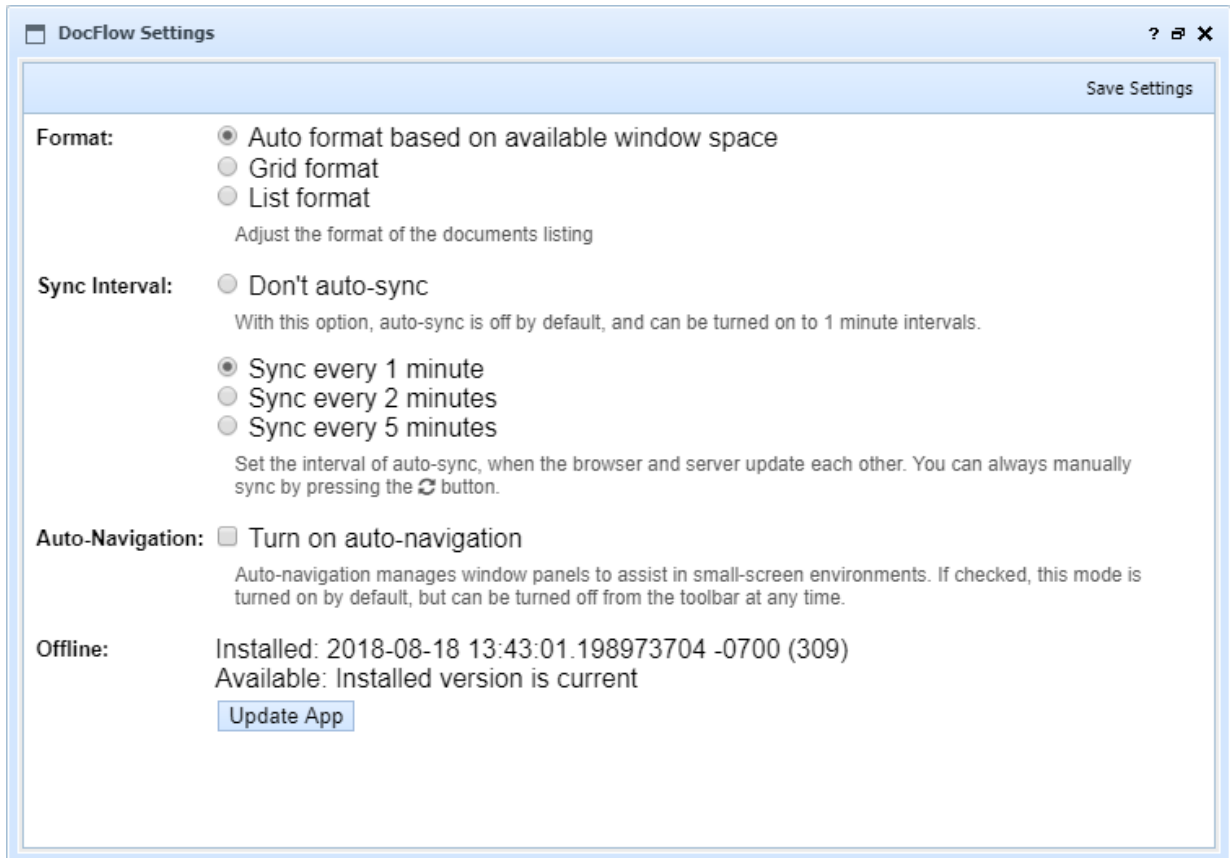 DocFlow Settings
Save Settings
Format: Auto format based on available window space
Grid format
List format
Adjust the format of the documents listing
Sync Interval: Don't auto-sync
With this option, auto-sync is off by default, and can be turned on to 1 minute intervals.
Sync every 1 minute
Sync every 2 minutes
Sync every 5 minutes
Set the interval of auto-sync, when the browser and server update each other. You can always manually
sync by pressing the button.
Auto-Navigation: Turn on auto-navigation
Auto-navigation manages window panels to assist in small-screen environments. If checked, this mode is
turned on by default, but can be turned off from the toolbar at any time.
Offline: Installed: 2018-08-18 13:43:01.198973704 -0700 (309)
Available: Installed version is current
Update App